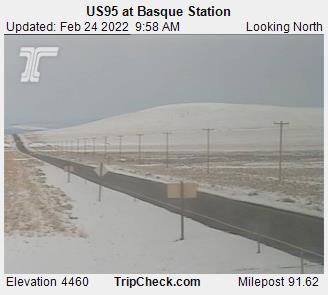 US95 at Basque Station
Updated: Feb 24 2022 9:58 AM Looking North
Elevation 4460 TripCheck.com Milepost 91.62